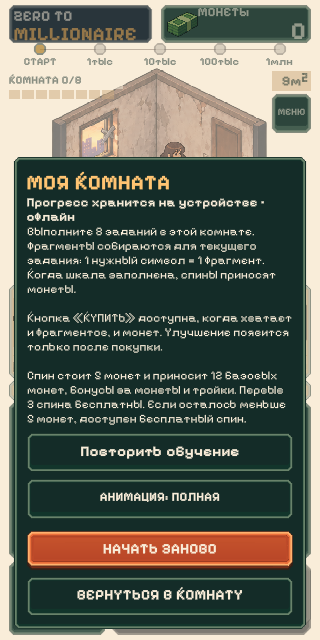 ZERO TO
MILLIONAIRE
МОНЕТЫ
0
СТАРТ
1тыс
10тыс
100тыс
1млн
КОМНАТА 0/8
9м²
МЕНЮ
МОЯ КОМНАТА
Прогресс хранится на устройстве ·
офлайн
Выполните 8 заданий в этой комнате.
Фрагменты собираются для текущего
задания: 1 нужный символ = 1 фрагмент.
Когда шкала заполнена, спины приносят
монеты.
Кнопка «КУПИТЬ» доступна, когда хватает
и фрагментов, и монет. Улучшение появится
только после покупки.
Спин стоит 5 монет и приносит 12 базовых
монет, бонусы за монеты и тройки. Первые
3 спина бесплатны. Если осталось меньше
5 монет, доступен бесплатный спин.
Повторить обучение
АНИМАЦИЯ: ПОЛНАЯ
НАЧАТЬ ЗАНОВО
ВЕРНУТЬСЯ В КОМНАТУ